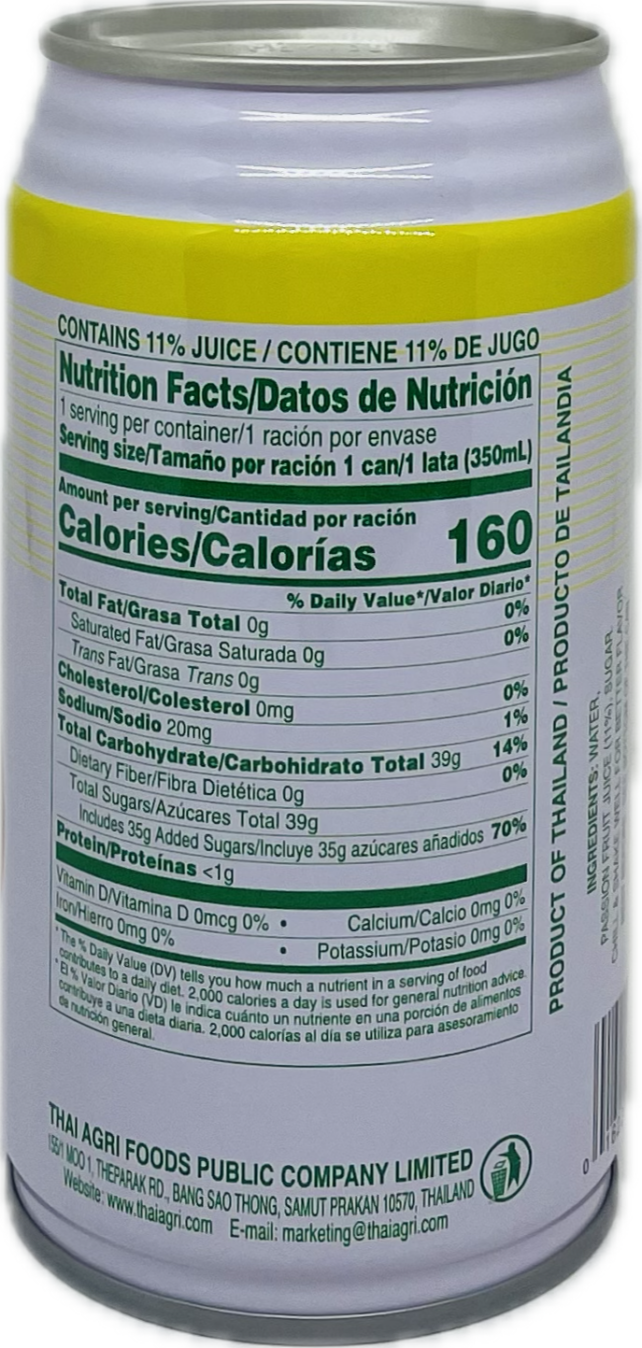 CONTAINS 11% JUICE / CONTIENE 11% DE JUGO
Nutrition Facts/Datos de Nutrición
1 serving per container/1 ración por envase
Serving size/Tamaño por ración 1 can/1 lata (350mL)
Amount per serving/Cantidad por ración
Calories/Calorías 160
% Daily Value*/Valor Diario*
Total Fat/Grasa Total 0g 0%
Saturated Fat/Grasa Saturada 0g 0%
Trans Fat/Grasa Trans 0g
Cholesterol/Colesterol 0mg 0%
Sodium/Sodio 20mg 1%
Total Carbohydrate/Carbohidrato Total 39g 14%
Dietary Fiber/Fibra Dietética 0g 0%
Total Sugars/Azúcares Total 39g
Includes 35g Added Sugars/Incluye 35g azúcares añadidos 70%
Protein/Proteínas <1g
Vitamin D/Vitamina D 0mcg 0% • Calcium/Calcio 0mg 0%
Iron/Hierro 0mg 0% • Potassium/Potasio 0mg 0%
* The % Daily Value (DV) tells you how much a nutrient in a serving of food
contributes to a daily diet. 2,000 calories a day is used for general nutrition advice.
* El % Valor Diario (VD) le indica cuánto un nutriente en una porción de alimentos
contribuye a una dieta diaria. 2,000 calorías al día se utiliza para asesoramiento
de nutrición general.
THAI AGRI FOODS PUBLIC COMPANY LIMITED
155/1 MOO 1, THEPARAK RD., BANG SAO THONG, SAMUT PRAKAN 10570, THAILAND
Website: www.thaiagri.com E-mail: marketing@thaiagri.com
PRODUCT OF THAILAND / PRODUCTO DE TAILANDIA
INGREDIENTS: WATER,
PASSION FRUIT JUICE (11%), SUGAR.
CHILL & SHAKE WELL FOR BETTER FLAVOR
0